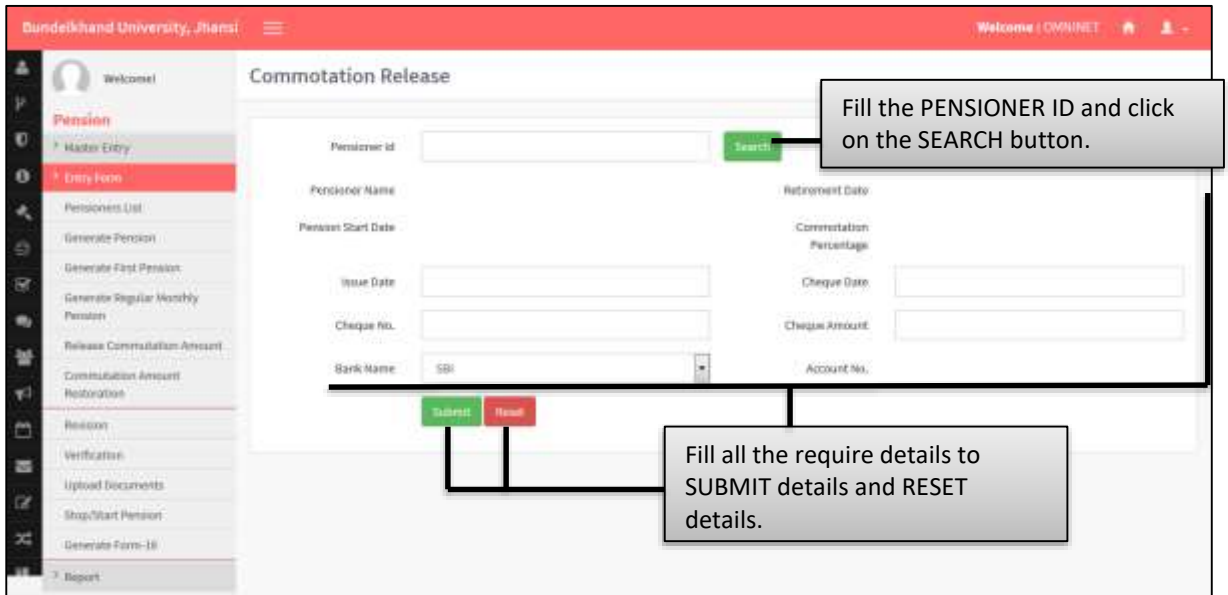 Bundelkhand University, Jhansi
Welcome : OMNINET
Welcome!
Commotation Release
Pension
Master Entry
Entry Form
Pensioners List
Generate Pension
Generate First Pension
Generate Regular Monthly
Pension
Release Commutation Amount
Commutation Amount
Restoration
Revision
Verification
Upload Documents
Stop/Start Pension
Generate Form-16
Report
Pensioner Id
Search
Fill the PENSIONER ID and click
on the SEARCH button.
Pensioner Name
Retirement Date
Pension Start Date
Commotation
Percentage
Issue Date
Cheque Date
Cheque No.
Cheque Amount
Bank Name
SBI
Account No.
Submit
Reset
Fill all the require details to
SUBMIT details and RESET
details.